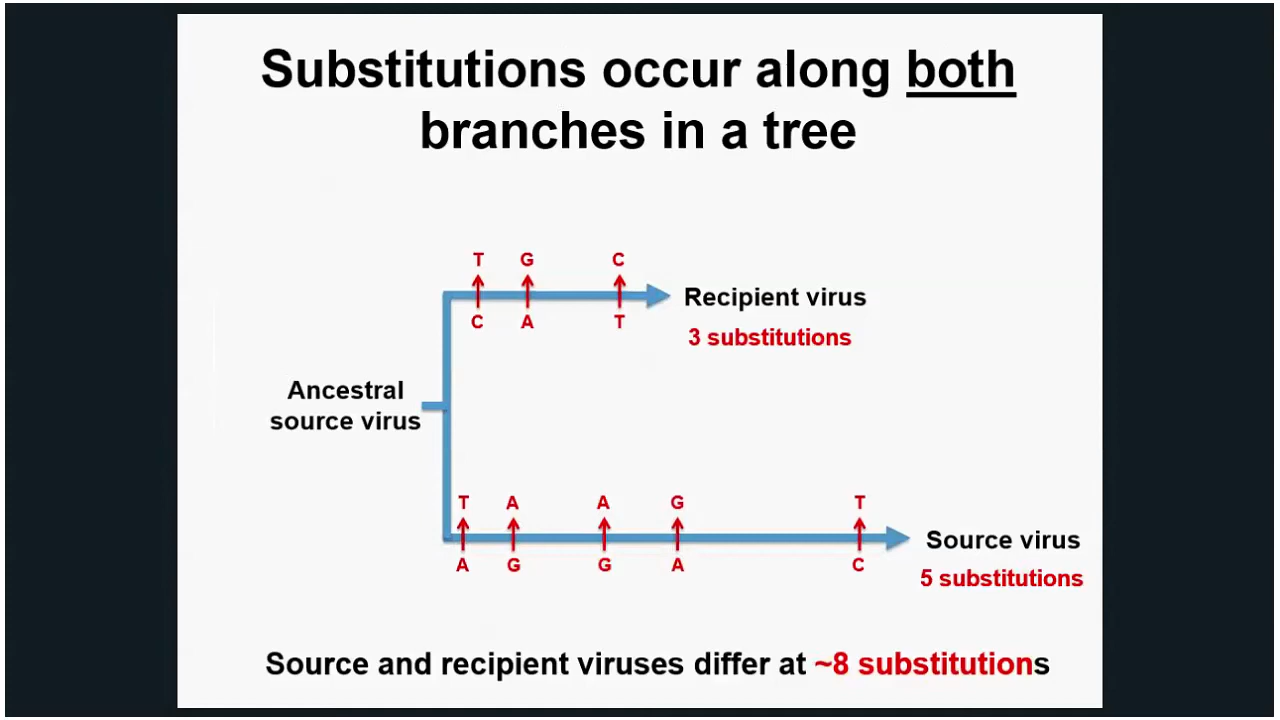 Substitutions occur along both
branches in a tree
T G C
C A T
Recipient virus
3 substitutions
Ancestral
source virus
T A A G T
A G G A C
Source virus
5 substitutions
Source and recipient viruses differ at ~8 substitutions